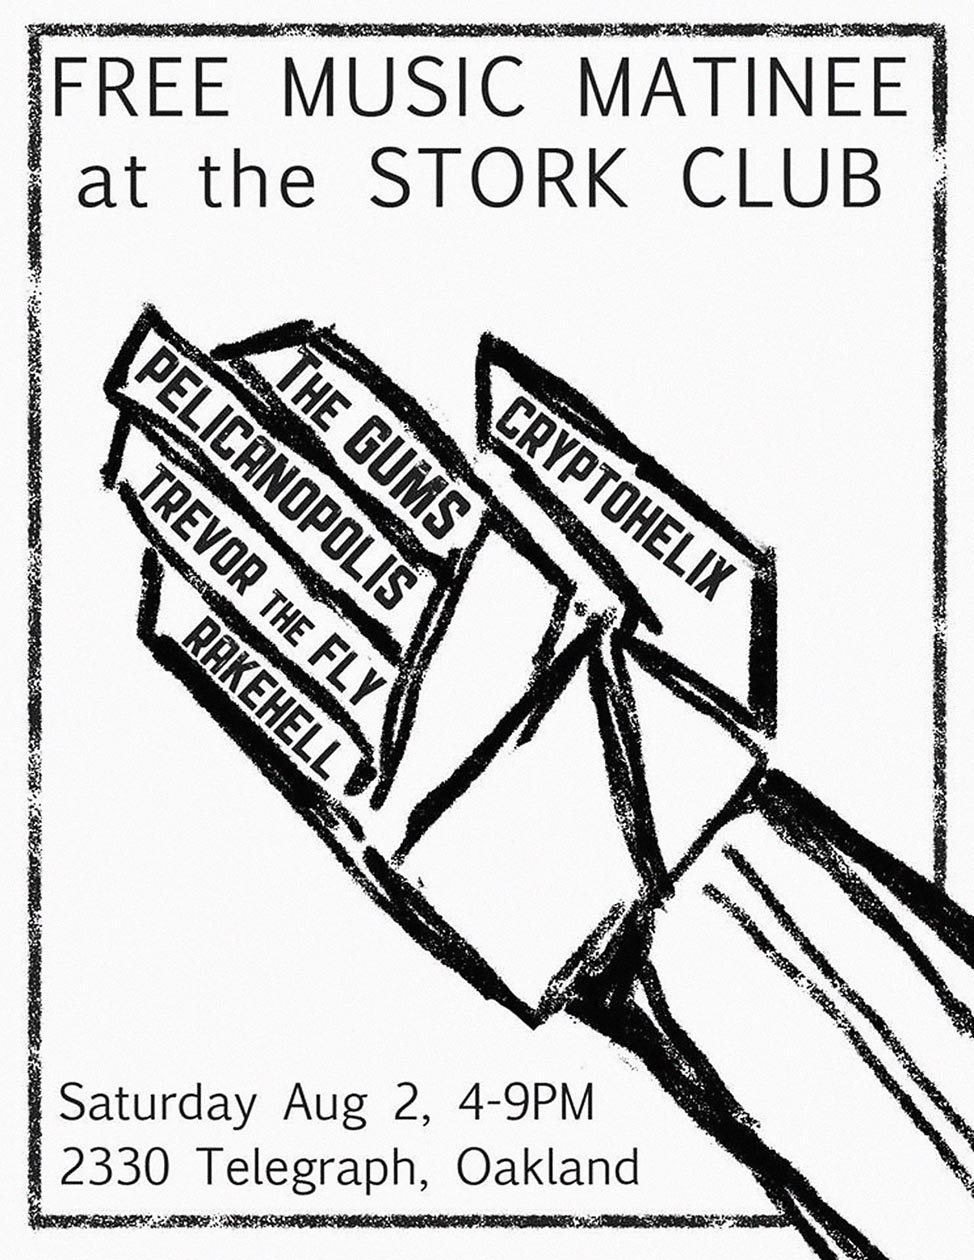 FREE MUSIC MATINEE
at the STORK CLUB
THE GUMS
CRYPTOHELIX
PELICANOPOLIS
TREVOR THE FLY
RAKEHELL
Saturday Aug 2, 4-9PM
2330 Telegraph, Oakland